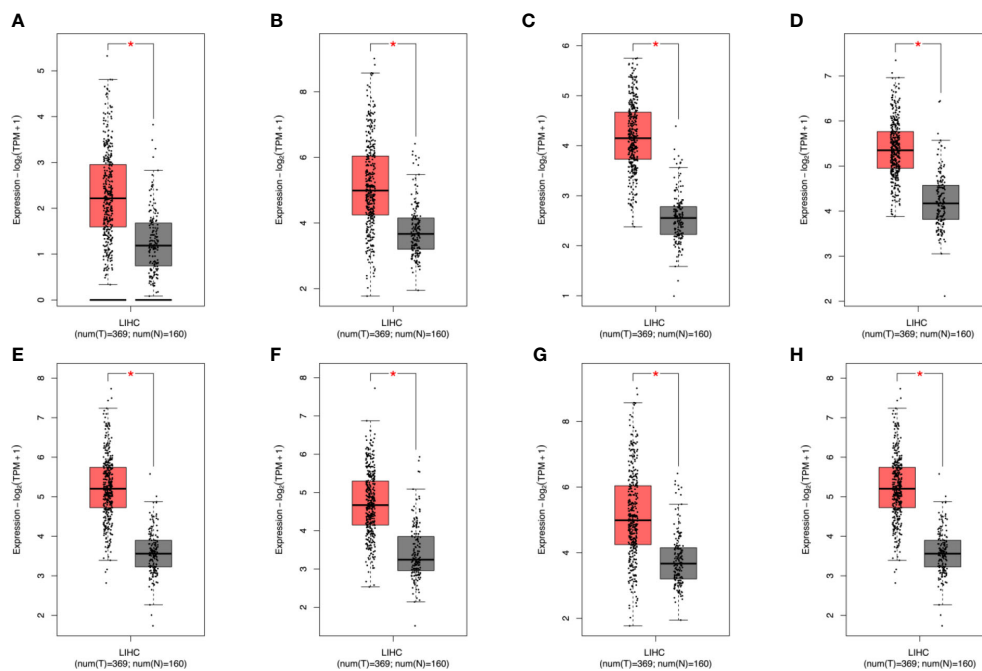 A
B
C
D
Expression − log₂(TPM + 1)
0
1
2
3
4
5
*
LIHC
(num(T)=369; num(N)=160)
Expression − log₂(TPM + 1)
2
4
6
8
*
LIHC
(num(T)=369; num(N)=160)
Expression − log₂(TPM + 1)
1
2
3
4
5
6
*
LIHC
(num(T)=369; num(N)=160)
Expression − log₂(TPM + 1)
2
3
4
5
6
7
*
LIHC
(num(T)=369; num(N)=160)
E
F
G
H
Expression − log₂(TPM + 1)
2
3
4
5
6
7
8
*
LIHC
(num(T)=369; num(N)=160)
Expression − log₂(TPM + 1)
1
2
3
4
5
6
7
8
*
LIHC
(num(T)=369; num(N)=160)
Expression − log₂(TPM + 1)
2
4
6
8
*
LIHC
(num(T)=369; num(N)=160)
Expression − log₂(TPM + 1)
2
3
4
5
6
7
8
*
LIHC
(num(T)=369; num(N)=160)